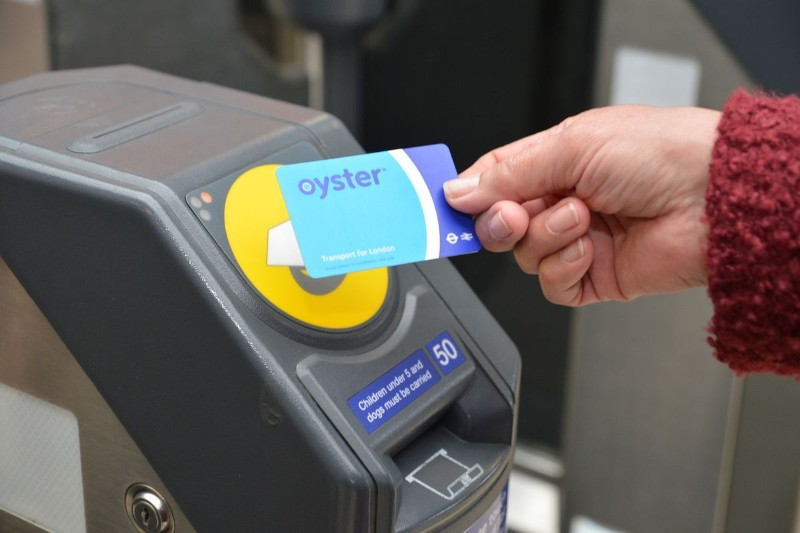 oyster
Transport for London
50
Children under 5 and
dogs must be carried